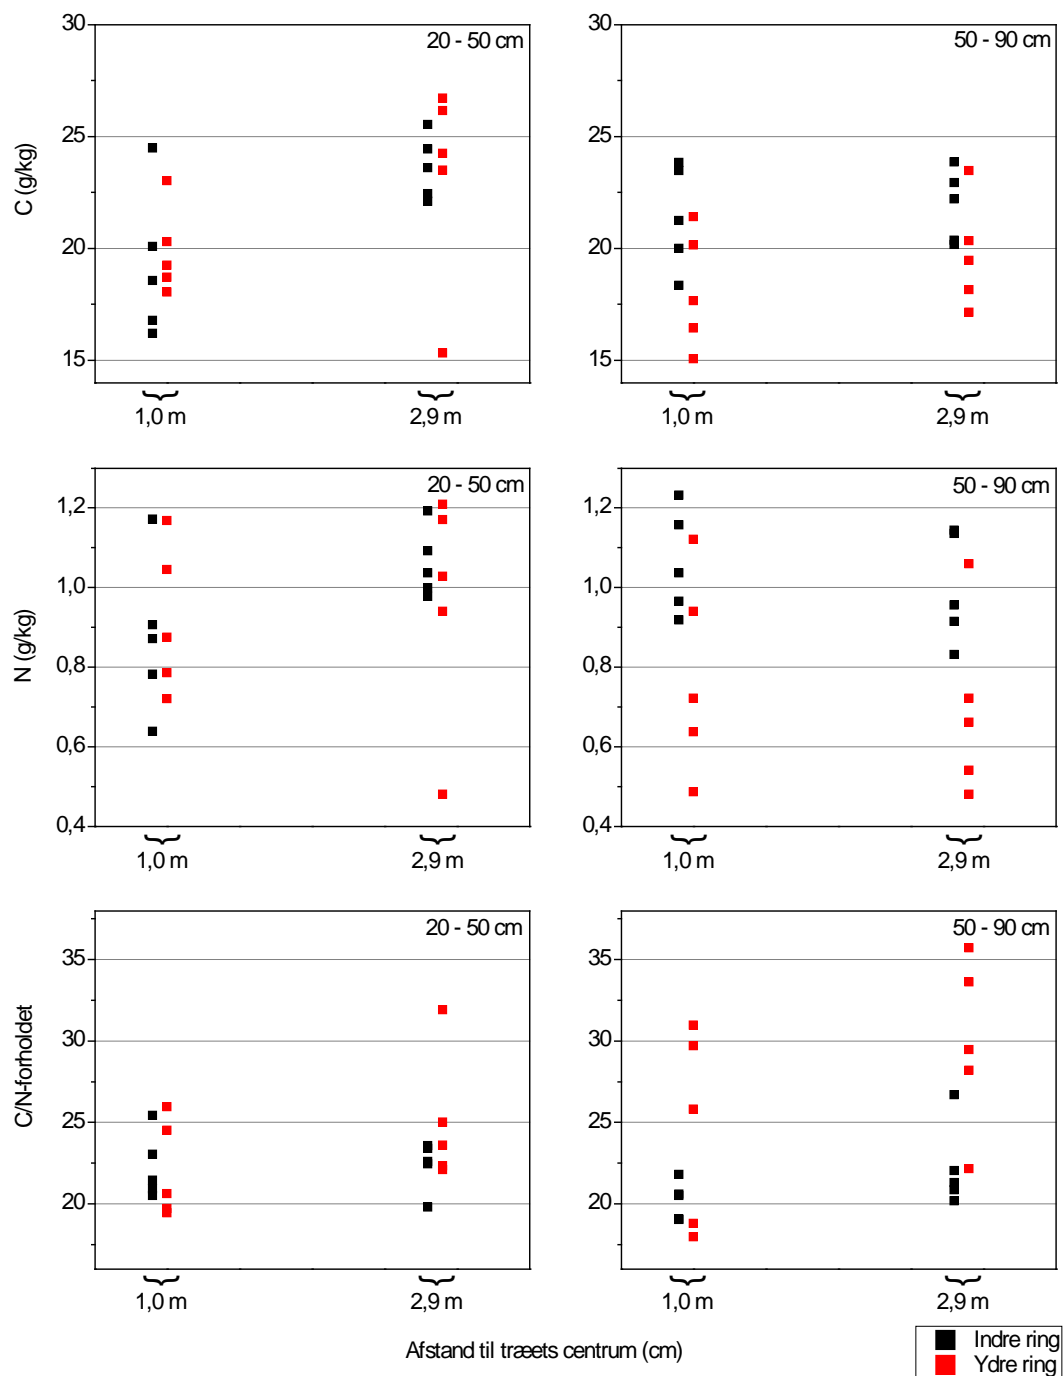 30
25
20
15
C (g/kg)
20 - 50 cm
1,0 m
2,9 m
30
25
20
15
50 - 90 cm
1,0 m
2,9 m
1,2
1,0
0,8
0,6
0,4
N (g/kg)
20 - 50 cm
1,0 m
2,9 m
1,2
1,0
0,8
0,6
0,4
50 - 90 cm
1,0 m
2,9 m
35
30
25
20
C/N-forholdet
20 - 50 cm
1,0 m
2,9 m
35
30
25
20
50 - 90 cm
1,0 m
2,9 m
Afstand til træets centrum (cm)
Indre ring
Ydre ring